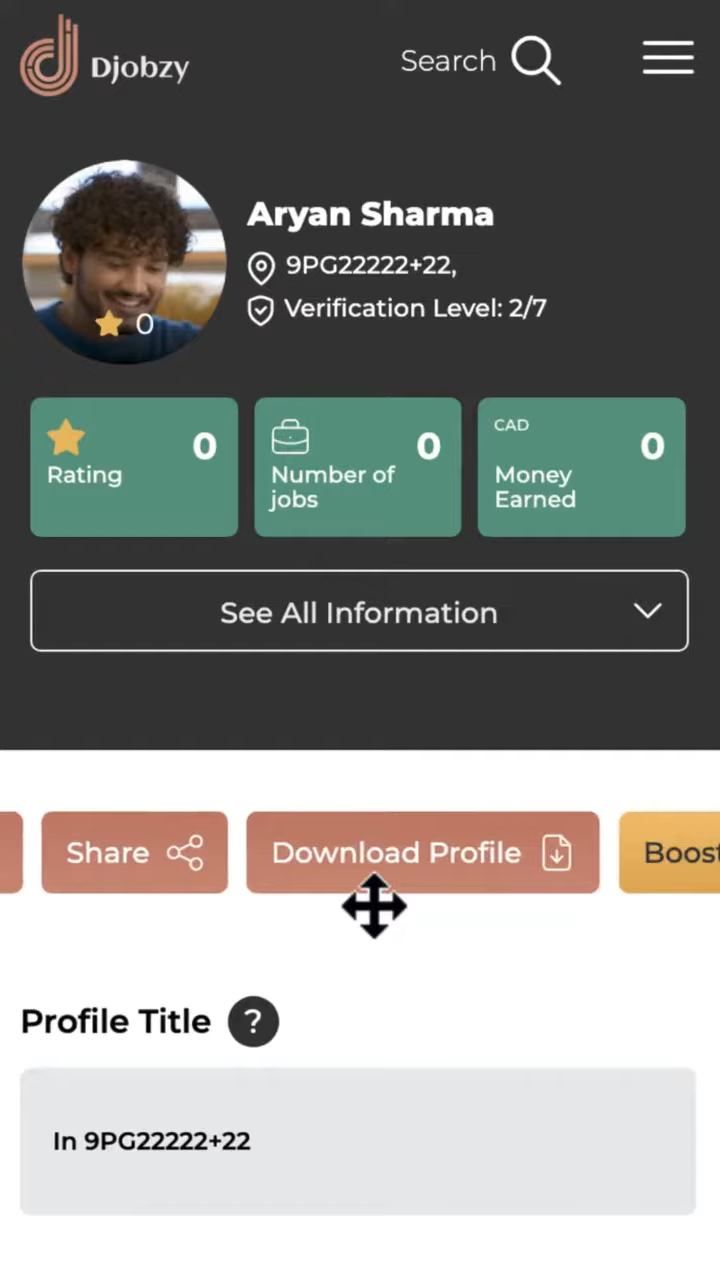 Djobzy
Search
Aryan Sharma
9PG22222+22,
Verification Level: 2/7
0
Rating
0
Number of
jobs
0
CAD
Money
Earned
0
See All Information
Share
Download Profile
Boost
Profile Title
?
In 9PG22222+22